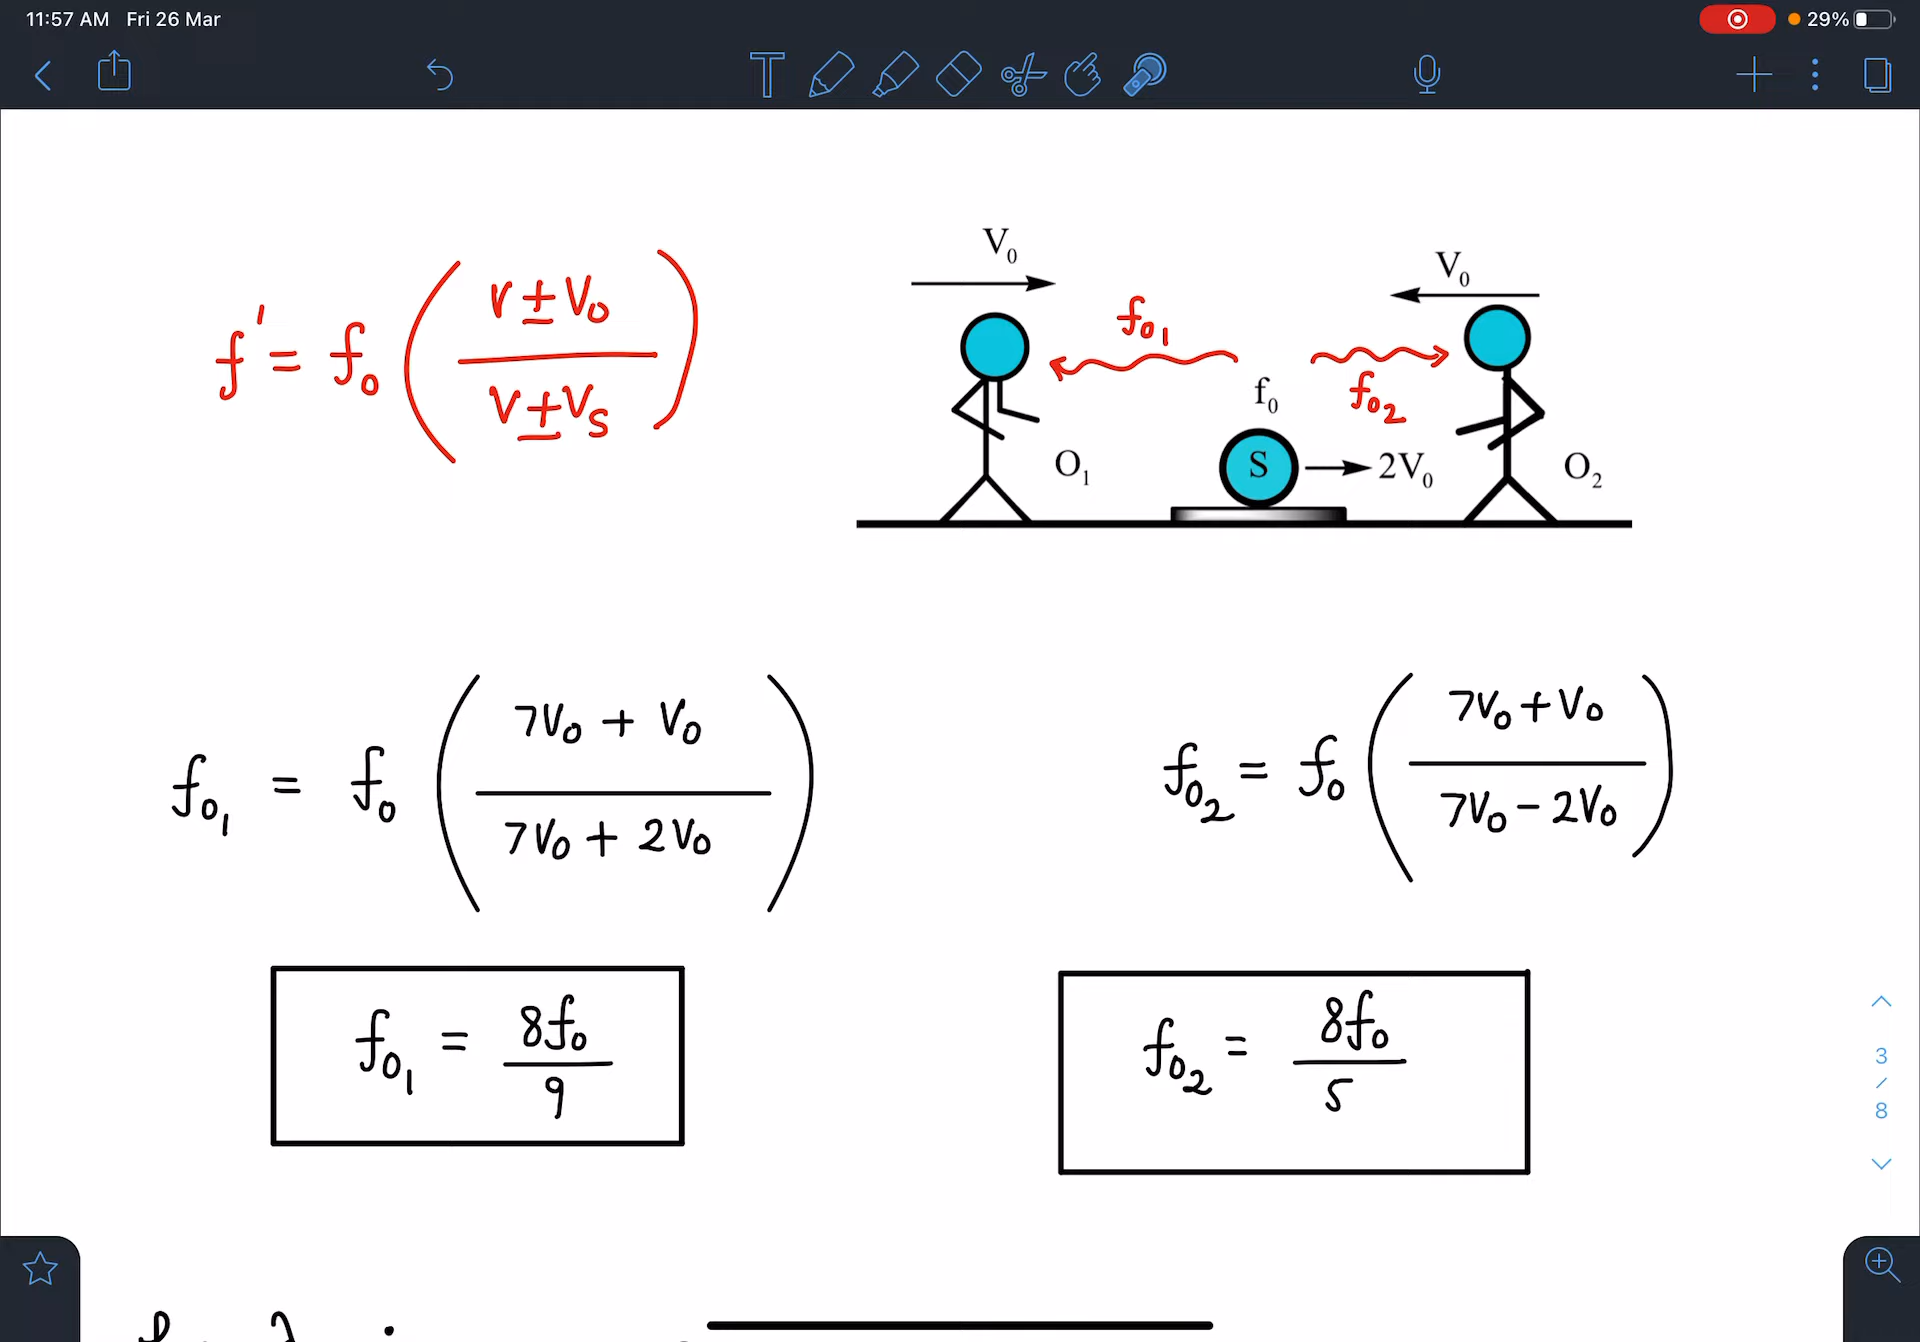 11:57 AM Fri 26 Mar
29%
T
f' = f₀ ( (v ± V₀) / (v ± Vₛ) )
V₀
V₀
f₀₁
f₀₂
f₀
S
2V₀
O₁
O₂
f₀₁ = f₀ ( (7V₀ + V₀) / (7V₀ + 2V₀) )
f₀₂ = f₀ ( (7V₀ + V₀) / (7V₀ − 2V₀) )
f₀₁ = 8f₀ / 9
f₀₂ = 8f₀ / 5
3
/
8